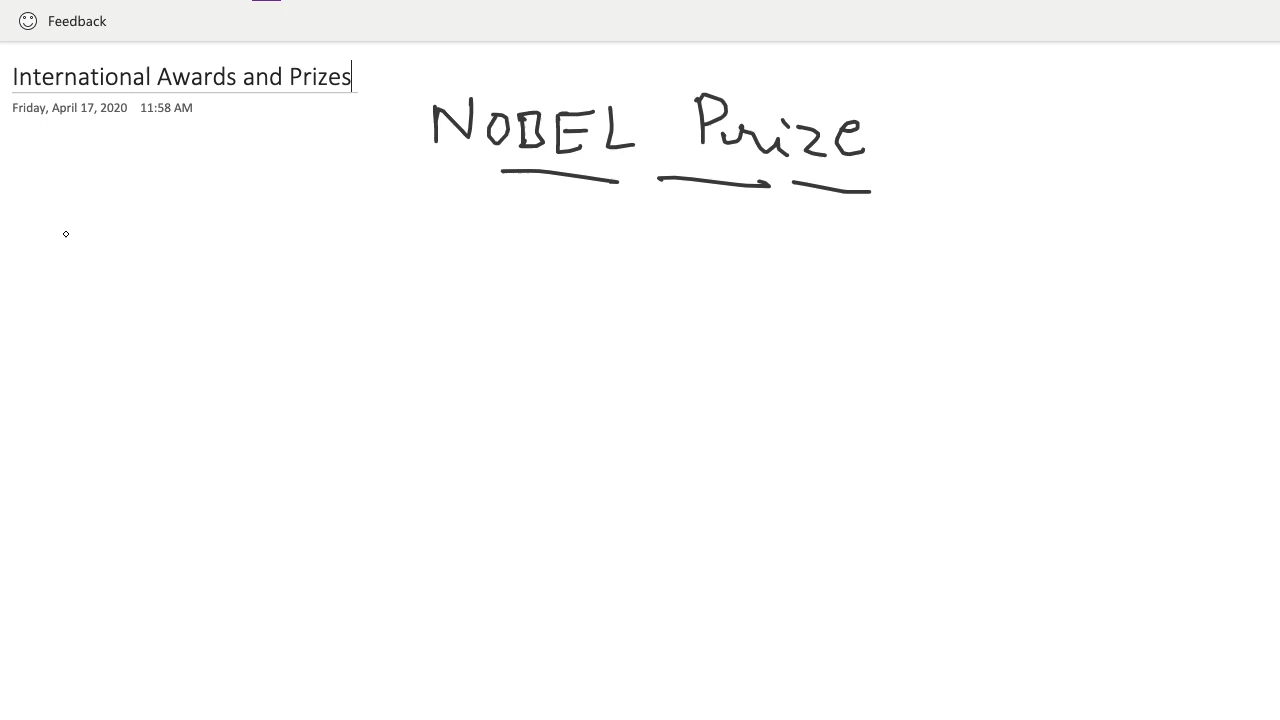 Feedback
International Awards and Prizes
Friday, April 17, 2020 11:58 AM
NOBEL Prize